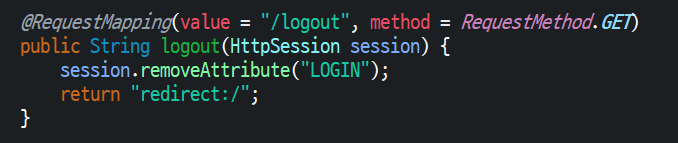 @RequestMapping(value = "/logout", method = RequestMethod.GET)
public String logout(HttpSession session) {
    session.removeAttribute("LOGIN");
    return "redirect:/";
}